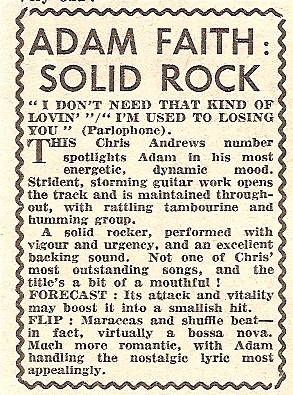 ADAM FAITH :
SOLID ROCK
" I DON'T NEED THAT KIND OF
LOVIN' "/" I'M USED TO LOSING
YOU " (Parlophone).
THIS Chris Andrews number
spotlights Adam in his most
energetic, dynamic mood.
Strident, storming guitar work opens
the track and is maintained through-
out, with rattling tambourine and
humming group.
A solid rocker, performed with
vigour and urgency, and an excellent
backing sound. Not one of Chris'
most outstanding songs, and the
title's a bit of a mouthful !
FORECAST : Its attack and vitality
may boost it into a smallish hit.
FLIP : Maraccas and shuffle beat—
in fact, virtually a bossa nova.
Much more romantic, with Adam
handling the nostalgic lyric most
appealingly.